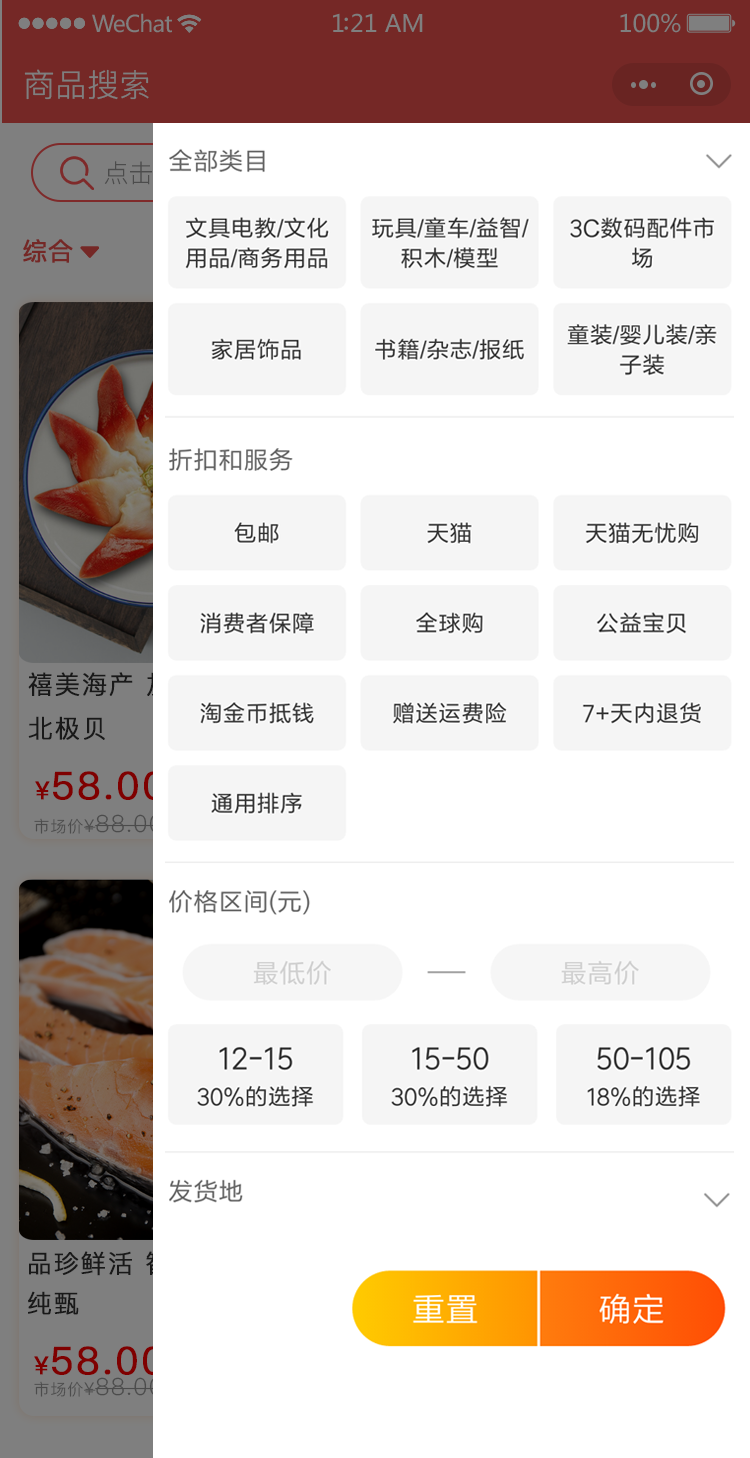 WeChat 1:21 AM 100%
商品搜索
点击
综合
禧美海产
北极贝
¥58.00
市场价¥88.00
品珍鲜活
纯甄
¥58.00
市场价¥88.00
全部类目
文具电教/文化
用品/商务用品
玩具/童车/益智/
积木/模型
3C数码配件市
场
家居饰品
书籍/杂志/报纸
童装/婴儿装/亲
子装
折扣和服务
包邮
天猫
天猫无忧购
消费者保障
全球购
公益宝贝
淘金币抵钱
赠送运费险
7+天内退货
通用排序
价格区间(元)
最低价
最高价
12-15
30%的选择
15-50
30%的选择
50-105
18%的选择
发货地
重置
确定